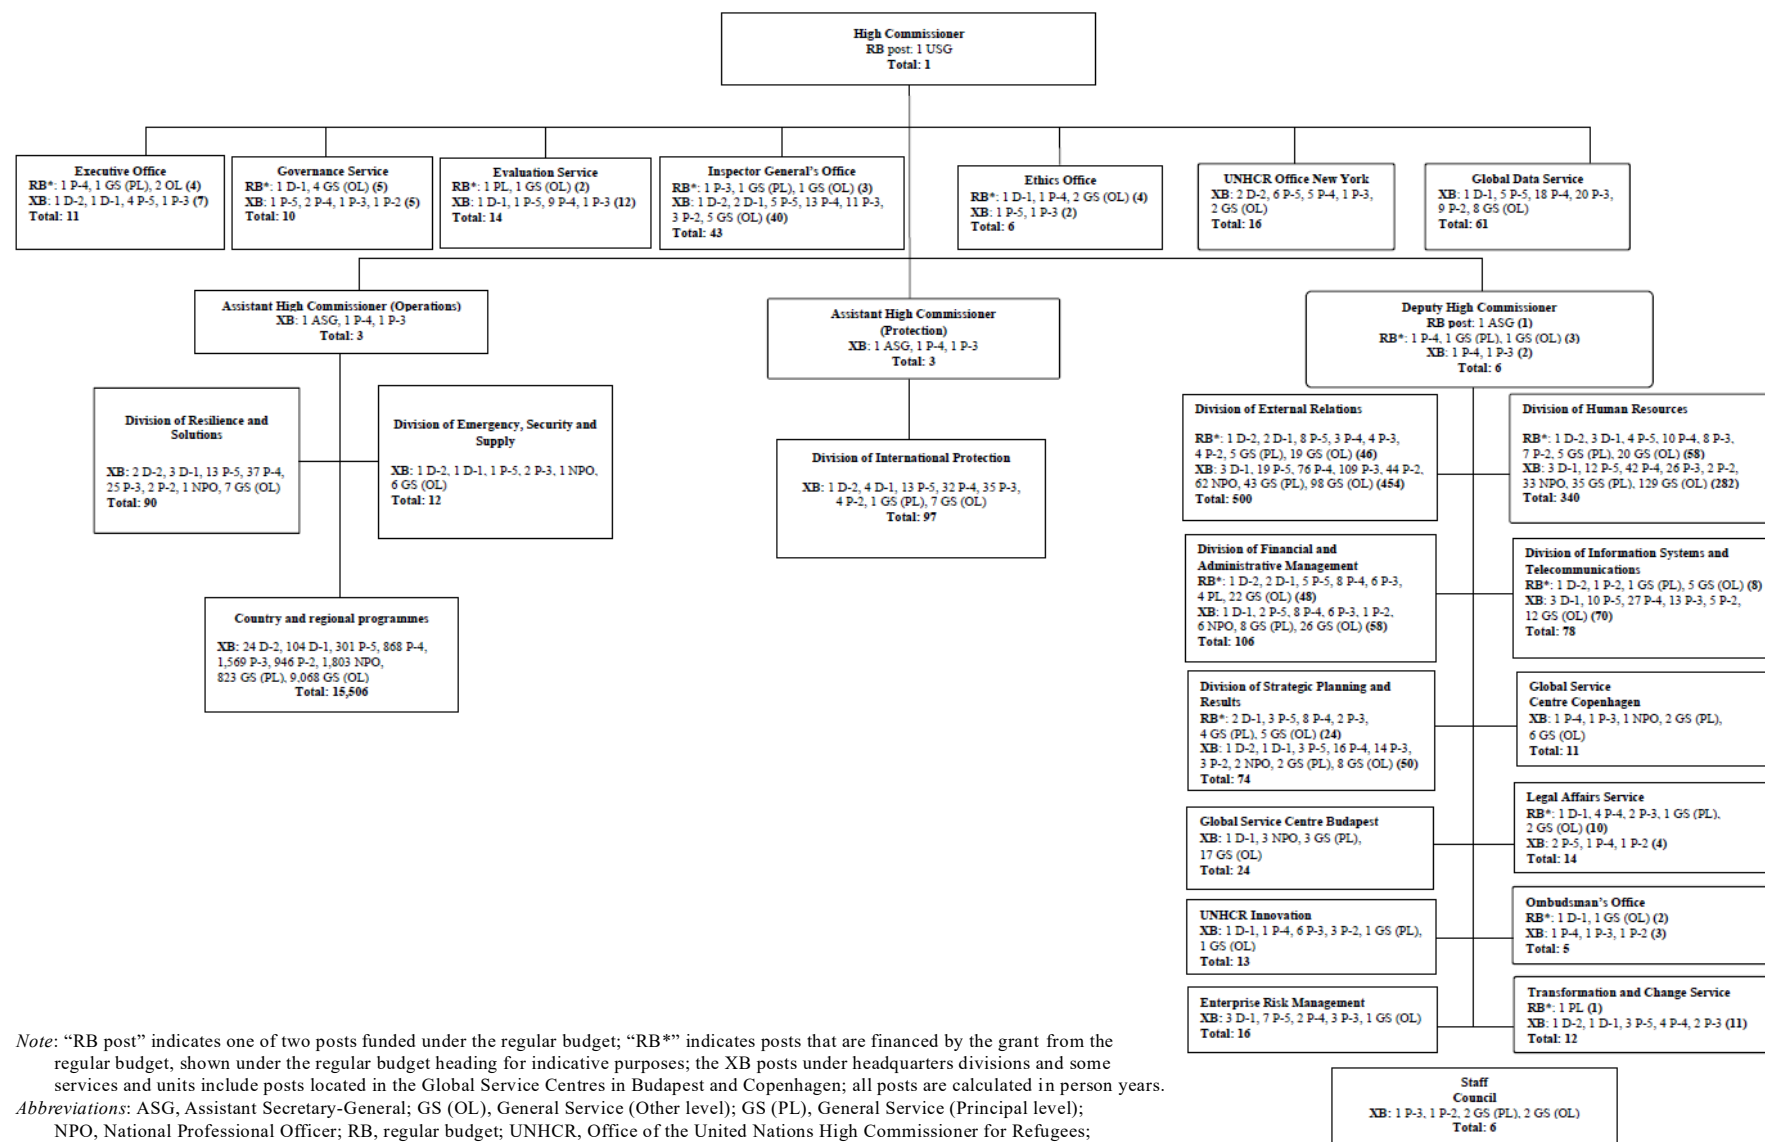 High Commissioner
RB post: 1 USG
Total: 1
Executive Office
RB*: 1 P-4, 1 GS (PL), 2 OL (4)
XB: 1 D-2, 1 D-1, 4 P-5, 1 P-3 (7)
Total: 11
Governance Service
RB*: 1 D-1, 4 GS (OL) (5)
XB: 1 P-5, 2 P-4, 1 P-3, 1 P-2 (5)
Total: 10
Evaluation Service
RB*: 1 PL, 1 GS (OL) (2)
XB: 1 D-1, 1 P-5, 9 P-4, 1 P-3 (12)
Total: 14
Inspector General's Office
RB*: 1 P-3, 1 GS (PL), 1 GS (OL) (3)
XB: 1 D-2, 2 D-1, 5 P-5, 13 P-4, 11 P-3,
3 P-2, 5 GS (OL) (40)
Total: 43
Ethics Office
RB*: 1 D-1, 1 P-4, 2 GS (OL) (4)
XB: 1 P-5, 1 P-3 (2)
Total: 6
UNHCR Office New York
XB: 2 D-2, 6 P-5, 5 P-4, 1 P-3,
2 GS (OL)
Total: 16
Global Data Service
XB: 1 D-1, 5 P-5, 18 P-4, 20 P-3,
9 P-2, 8 GS (OL)
Total: 61
Assistant High Commissioner (Operations)
XB: 1 ASG, 1 P-4, 1 P-3
Total: 3
Assistant High Commissioner
(Protection)
XB: 1 ASG, 1 P-4, 1 P-3
Total: 3
Deputy High Commissioner
RB post: 1 ASG (1)
RB*: 1 P-4, 1 GS (PL), 1 GS (OL) (3)
XB: 1 P-4, 1 P-3 (2)
Total: 6
Division of Resilience and
Solutions
XB: 2 D-2, 3 D-1, 13 P-5, 37 P-4,
25 P-3, 2 P-2, 1 NPO, 7 GS (OL)
Total: 90
Division of Emergency, Security and
Supply
XB: 1 D-2, 1 D-1, 1 P-5, 2 P-3, 1 NPO,
6 GS (OL)
Total: 12
Division of International Protection
XB: 1 D-2, 4 D-1, 13 P-5, 32 P-4, 35 P-3,
4 P-2, 1 GS (PL), 7 GS (OL)
Total: 97
Country and regional programmes
XB: 24 D-2, 104 D-1, 301 P-5, 868 P-4,
1,569 P-3, 946 P-2, 1,803 NPO,
823 GS (PL), 9,068 GS (OL)
Total: 15,506
Division of External Relations
RB*: 1 D-2, 2 D-1, 8 P-5, 3 P-4, 4 P-3,
4 P-2, 5 GS (PL), 19 GS (OL) (46)
XB: 3 D-1, 19 P-5, 76 P-4, 109 P-3, 44 P-2,
62 NPO, 43 GS (PL), 98 GS (OL) (454)
Total: 500
Division of Human Resources
RB*: 1 D-2, 3 D-1, 4 P-5, 10 P-4, 8 P-3,
7 P-2, 5 GS (PL), 20 GS (OL) (58)
XB: 3 D-1, 12 P-5, 42 P-4, 26 P-3, 2 P-2,
33 NPO, 35 GS (PL), 129 GS (OL) (282)
Total: 340
Division of Financial and
Administrative Management
RB*: 1 D-2, 2 D-1, 5 P-5, 8 P-4, 6 P-3,
4 PL, 22 GS (OL) (48)
XB: 1 D-1, 2 P-5, 8 P-4, 6 P-3, 1 P-2,
6 NPO, 8 GS (PL), 26 GS (OL) (58)
Total: 106
Division of Information Systems and
Telecommunications
RB*: 1 D-2, 1 P-2, 1 GS (PL), 5 GS (OL) (8)
XB: 3 D-1, 10 P-5, 27 P-4, 13 P-3, 5 P-2,
12 GS (OL) (70)
Total: 78
Division of Strategic Planning and
Results
RB*: 2 D-1, 3 P-5, 8 P-4, 2 P-3,
4 GS (PL), 5 GS (OL) (24)
XB: 1 D-2, 1 D-1, 3 P-5, 16 P-4, 14 P-3,
3 P-2, 2 NPO, 2 GS (PL), 8 GS (OL) (50)
Total: 74
Global Service
Centre Copenhagen
XB: 1 P-4, 1 P-3, 1 NPO, 2 GS (PL),
6 GS (OL)
Total: 11
Global Service Centre Budapest
XB: 1 D-1, 3 NPO, 3 GS (PL),
17 GS (OL)
Total: 24
Legal Affairs Service
RB*: 1 D-1, 4 P-4, 2 P-3, 1 GS (PL),
2 GS (OL) (10)
XB: 2 P-5, 1 P-4, 1 P-2 (4)
Total: 14
UNHCR Innovation
XB: 1 D-1, 1 P-4, 6 P-3, 3 P-2, 1 GS (PL),
1 GS (OL)
Total: 13
Ombudsman's Office
RB*: 1 D-1, 1 GS (OL) (2)
XB: 1 P-4, 1 P-3, 1 P-2 (3)
Total: 5
Enterprise Risk Management
XB: 3 D-1, 7 P-5, 2 P-4, 3 P-3, 1 GS (OL)
Total: 16
Transformation and Change Service
RB*: 1 PL (1)
XB: 1 D-2, 1 D-1, 3 P-5, 4 P-4, 2 P-3 (11)
Total: 12
Staff
Council
XB: 1 P-3, 1 P-2, 2 GS (PL), 2 GS (OL)
Total: 6
Note: “RB post” indicates one of two posts funded under the regular budget; “RB*” indicates posts that are financed by the grant from the
regular budget, shown under the regular budget heading for indicative purposes; the XB posts under headquarters divisions and some
services and units include posts located in the Global Service Centres in Budapest and Copenhagen; all posts are calculated in person years.
Abbreviations: ASG, Assistant Secretary-General; GS (OL), General Service (Other level); GS (PL), General Service (Principal level);
NPO, National Professional Officer; RB, regular budget; UNHCR, Office of the United Nations High Commissioner for Refugees;